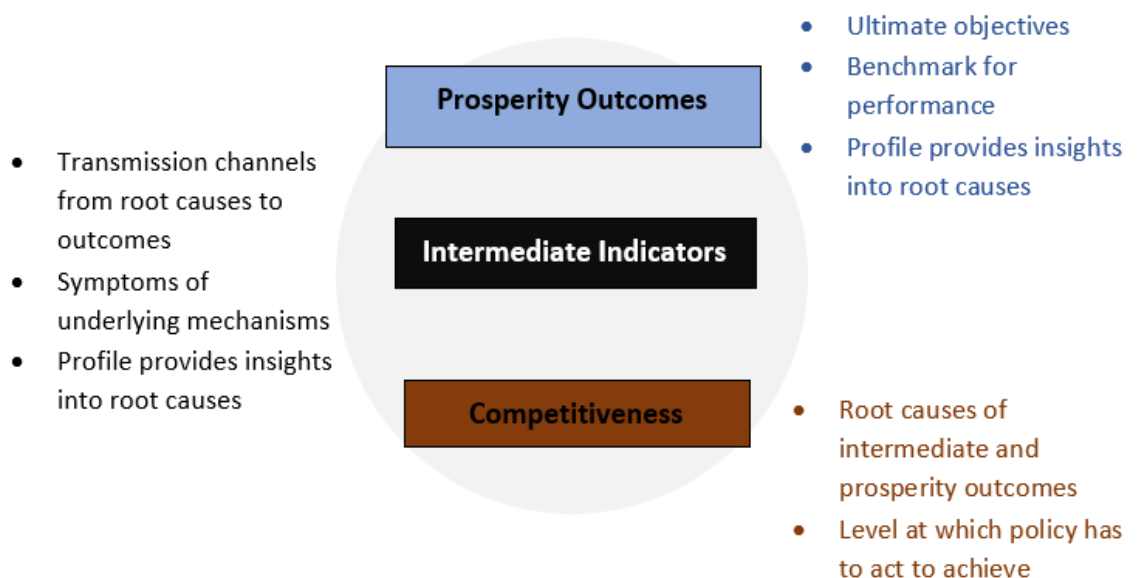 Prosperity Outcomes
• Ultimate objectives
• Benchmark for
performance
• Profile provides insights
into root causes
• Transmission channels
from root causes to
outcomes
• Symptoms of
underlying mechanisms
• Profile provides insights
into root causes
Intermediate Indicators
Competitiveness
• Root causes of
intermediate and
prosperity outcomes
• Level at which policy has
to act to achieve